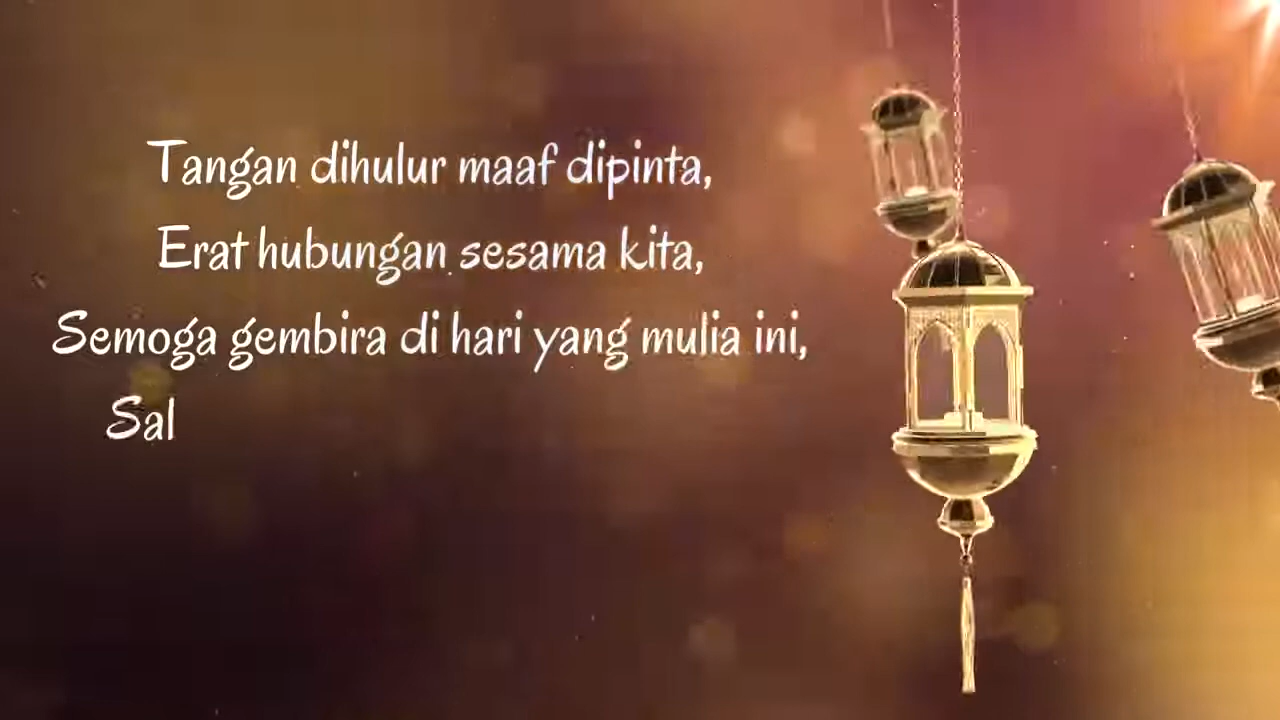 Tangan dihulur maaf dipinta,
Erat hubungan sesama kita,
Semoga gembira di hari yang mulia ini,
Sal